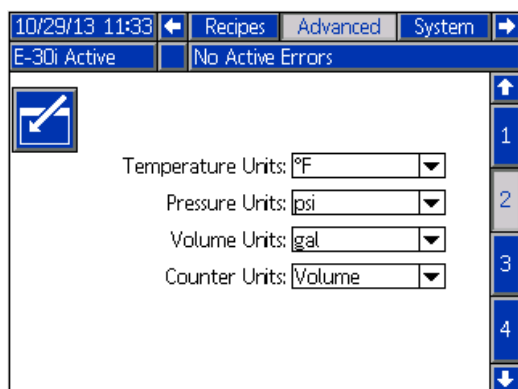 10/29/13 11:33 Recipes Advanced System
E-30i Active No Active Errors
1
Temperature Units: °F
Pressure Units: psi
2
Volume Units: gal
Counter Units: Volume
3
4